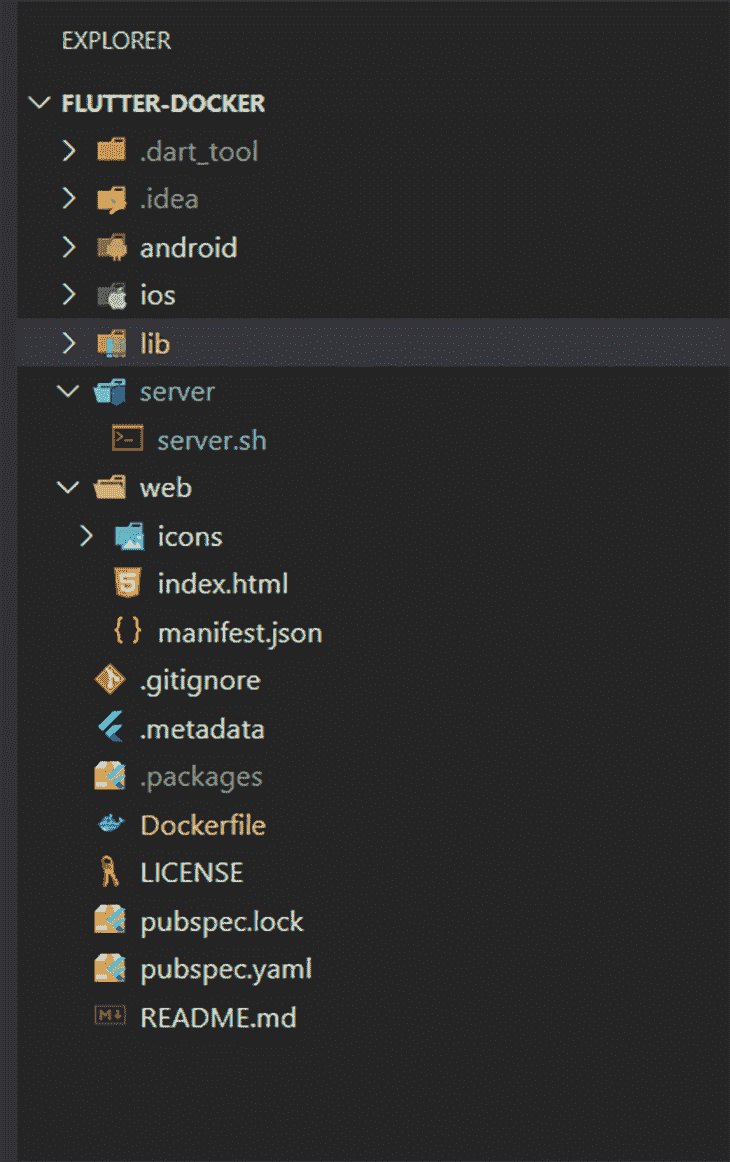 EXPLORER
FLUTTER-DOCKER
.dart_tool
.idea
android
ios
lib
server
server.sh
web
icons
index.html
manifest.json
.gitignore
.metadata
.packages
Dockerfile
LICENSE
pubspec.lock
pubspec.yaml
README.md